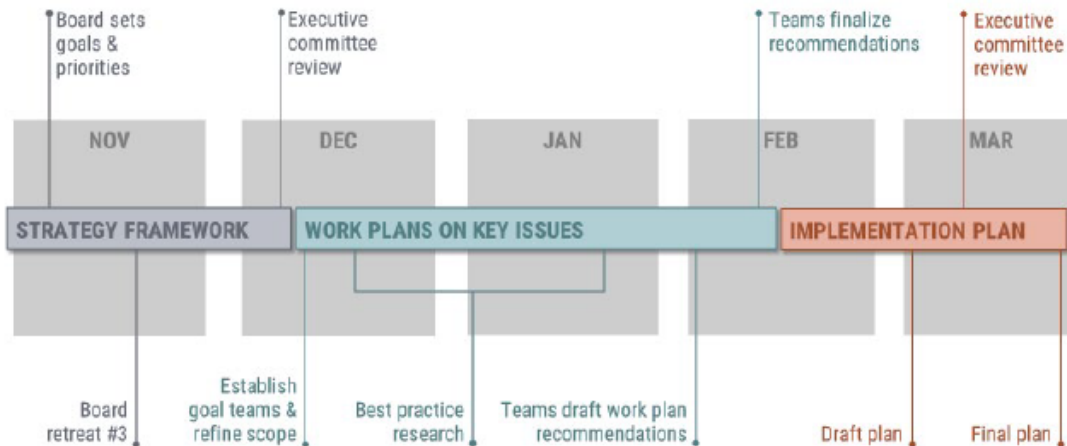 Board sets
goals &
priorities
Executive
committee
review
Teams finalize
recommendations
Executive
committee
review
NOV
DEC
JAN
FEB
MAR
STRATEGY FRAMEWORK
WORK PLANS ON KEY ISSUES
IMPLEMENTATION PLAN
Board
retreat #3
Establish
goal teams &
refine scope
Best practice
research
Teams draft work plan
recommendations
Draft plan
Final plan